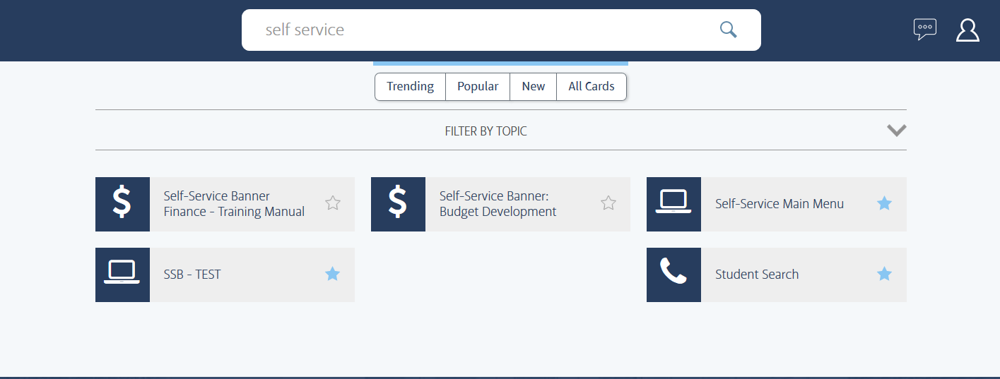 self service
Trending
Popular
New
All Cards
FILTER BY TOPIC
Self-Service Banner
Finance - Training Manual
Self-Service Banner:
Budget Development
Self-Service Main Menu
SSB - TEST
Student Search